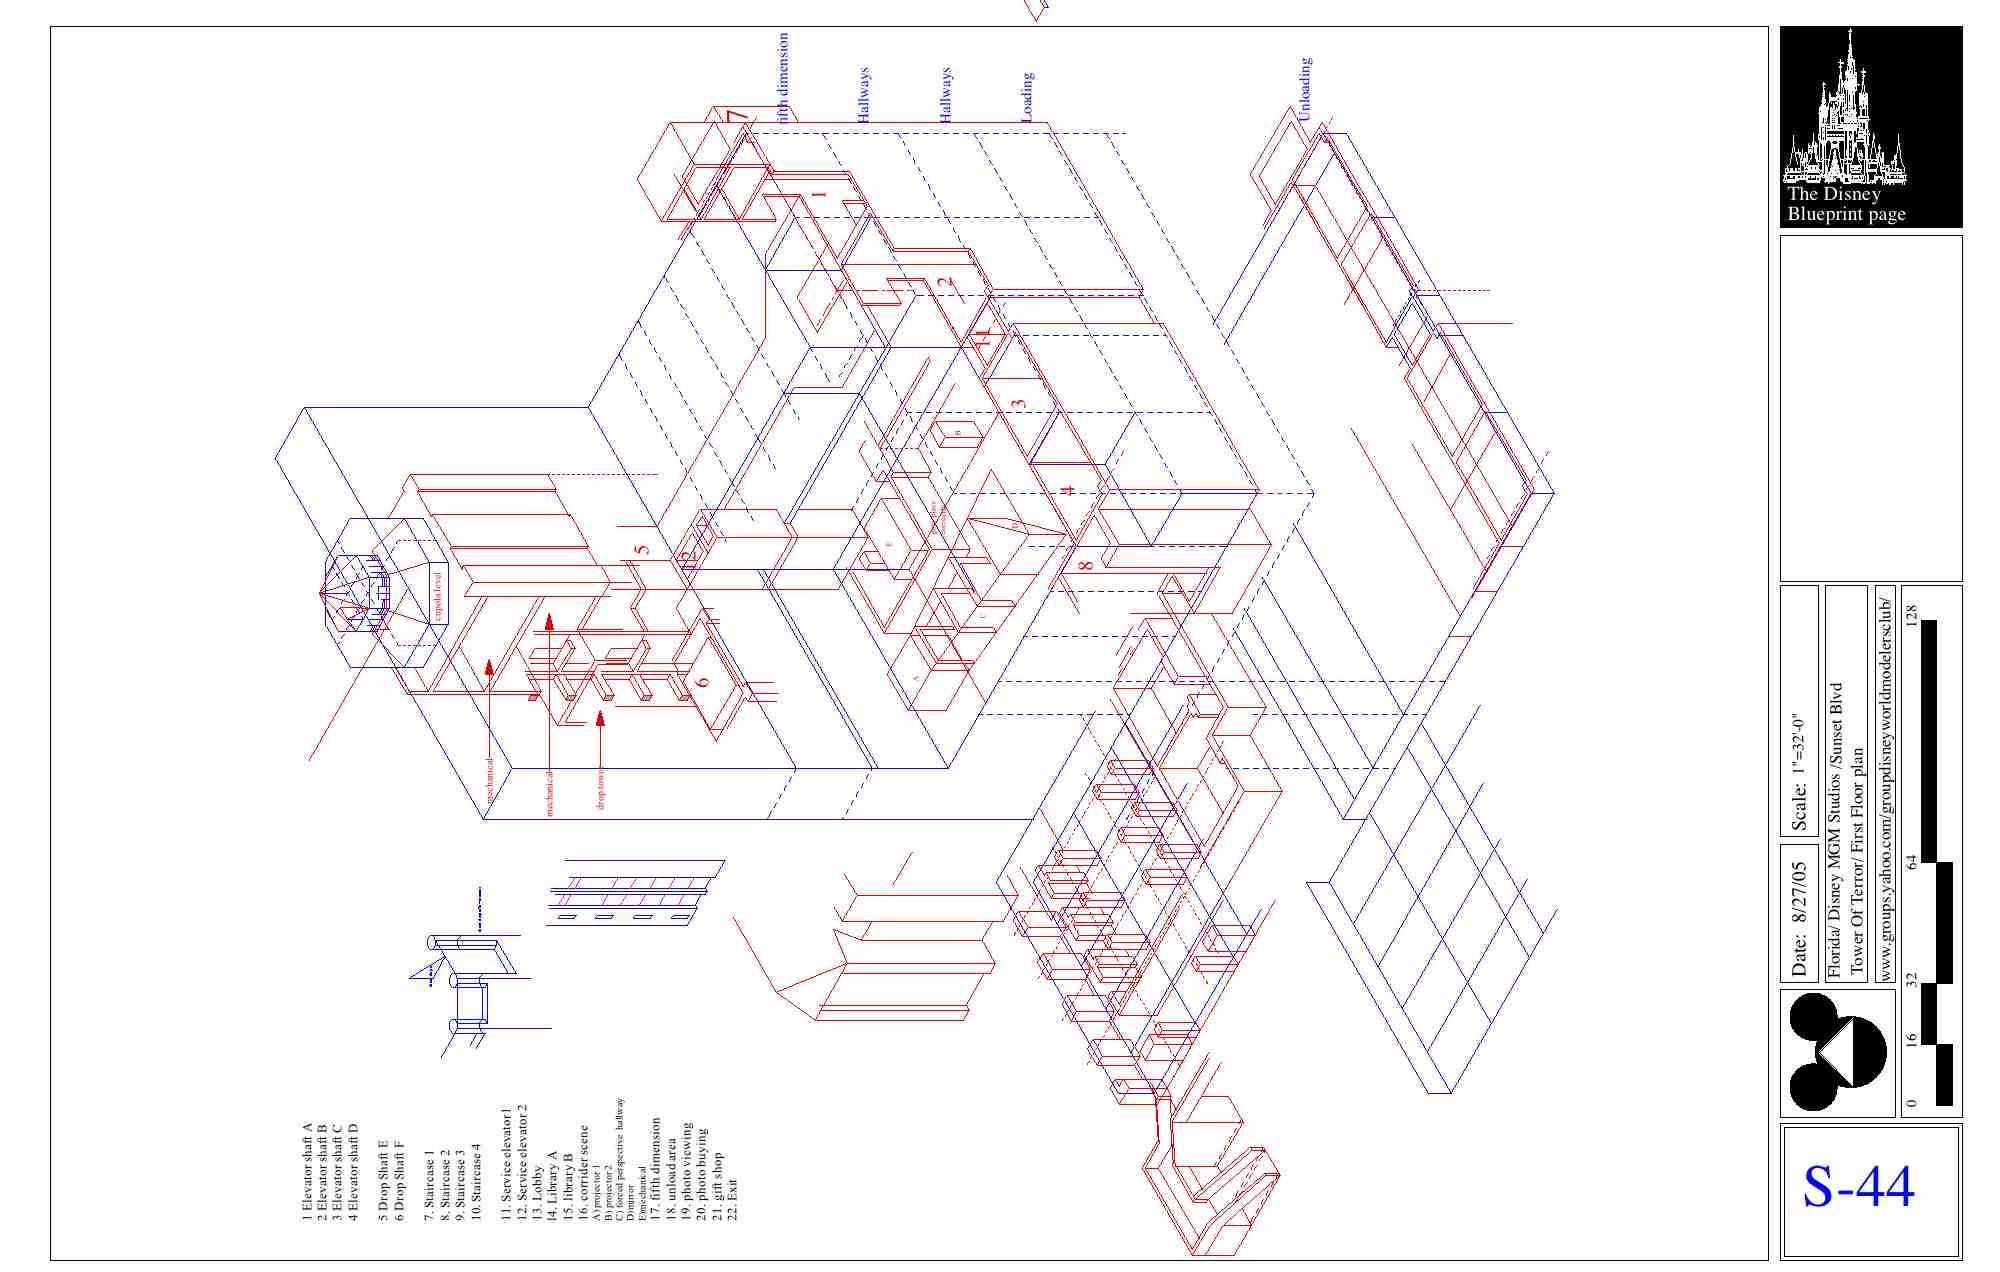 fifth dimension
Hallways
Hallways
Loading
Unloading
7
1
2
11
3
4
8
5
12
6
cupola level
mechanical
mechanical
drop tower
A
B
C
D
E
1 Elevator shaft A
2 Elevator shaft B
3 Elevator shaft C
4 Elevator shaft D
5 Drop Shaft E
6 Drop Shaft F
7. Staircase 1
8. Staircase 2
9. Staircase 3
10. Staircase 4
11. Service elevator1
12. Service elevator 2
13. Lobby
14. Library A
15. library B
16. corrider scene
A) projector 1
B) projector 2
C) forced perspective hallway
D)mirror
E)mechanical
17. fifth dimension
18. unload area
19. photo viewing
20. photo buying
21. gift shop
22. Exit
The Disney
Blueprint page
Date: 8/27/05
Scale: 1"=32'-0"
Florida/ Disney MGM Studios /Sunset Blvd
Tower Of Terror/ First Floor plan
www.groups.yahoo.com/groupdisneyworldmodelersclub/
0 16 32 64 128
S-44